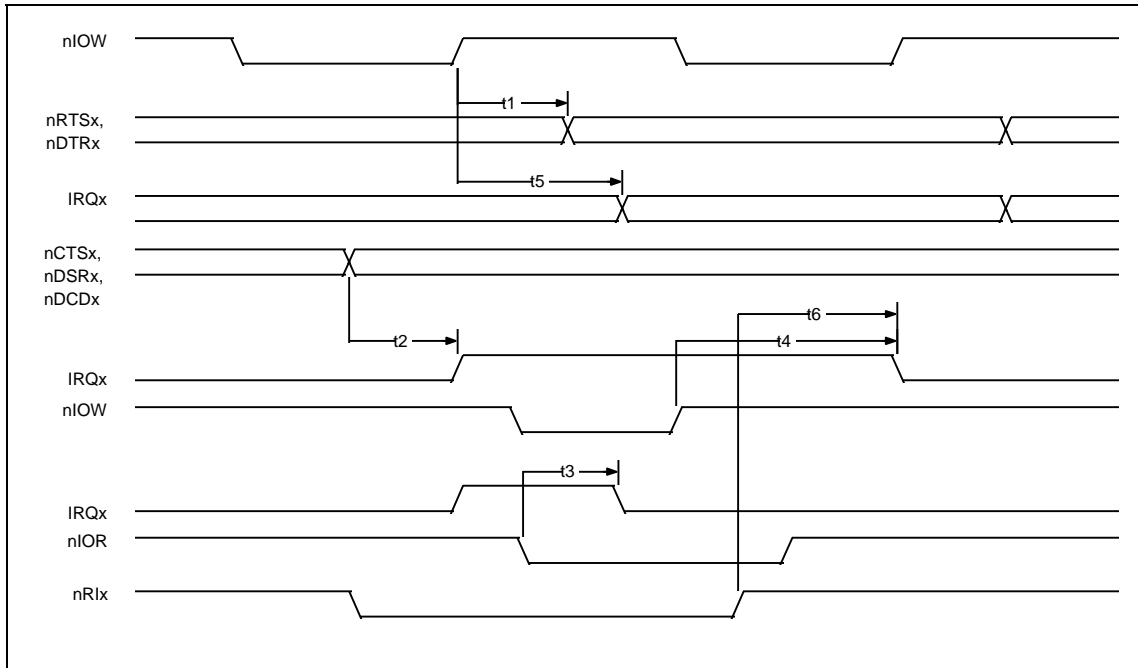 nIOW
t1
nRTSx,
nDTRx
t5
IRQx
nCTSx,
nDSRx,
nDCDx
t6
t2
t4
IRQx
nIOW
t3
IRQx
nIOR
nRIx